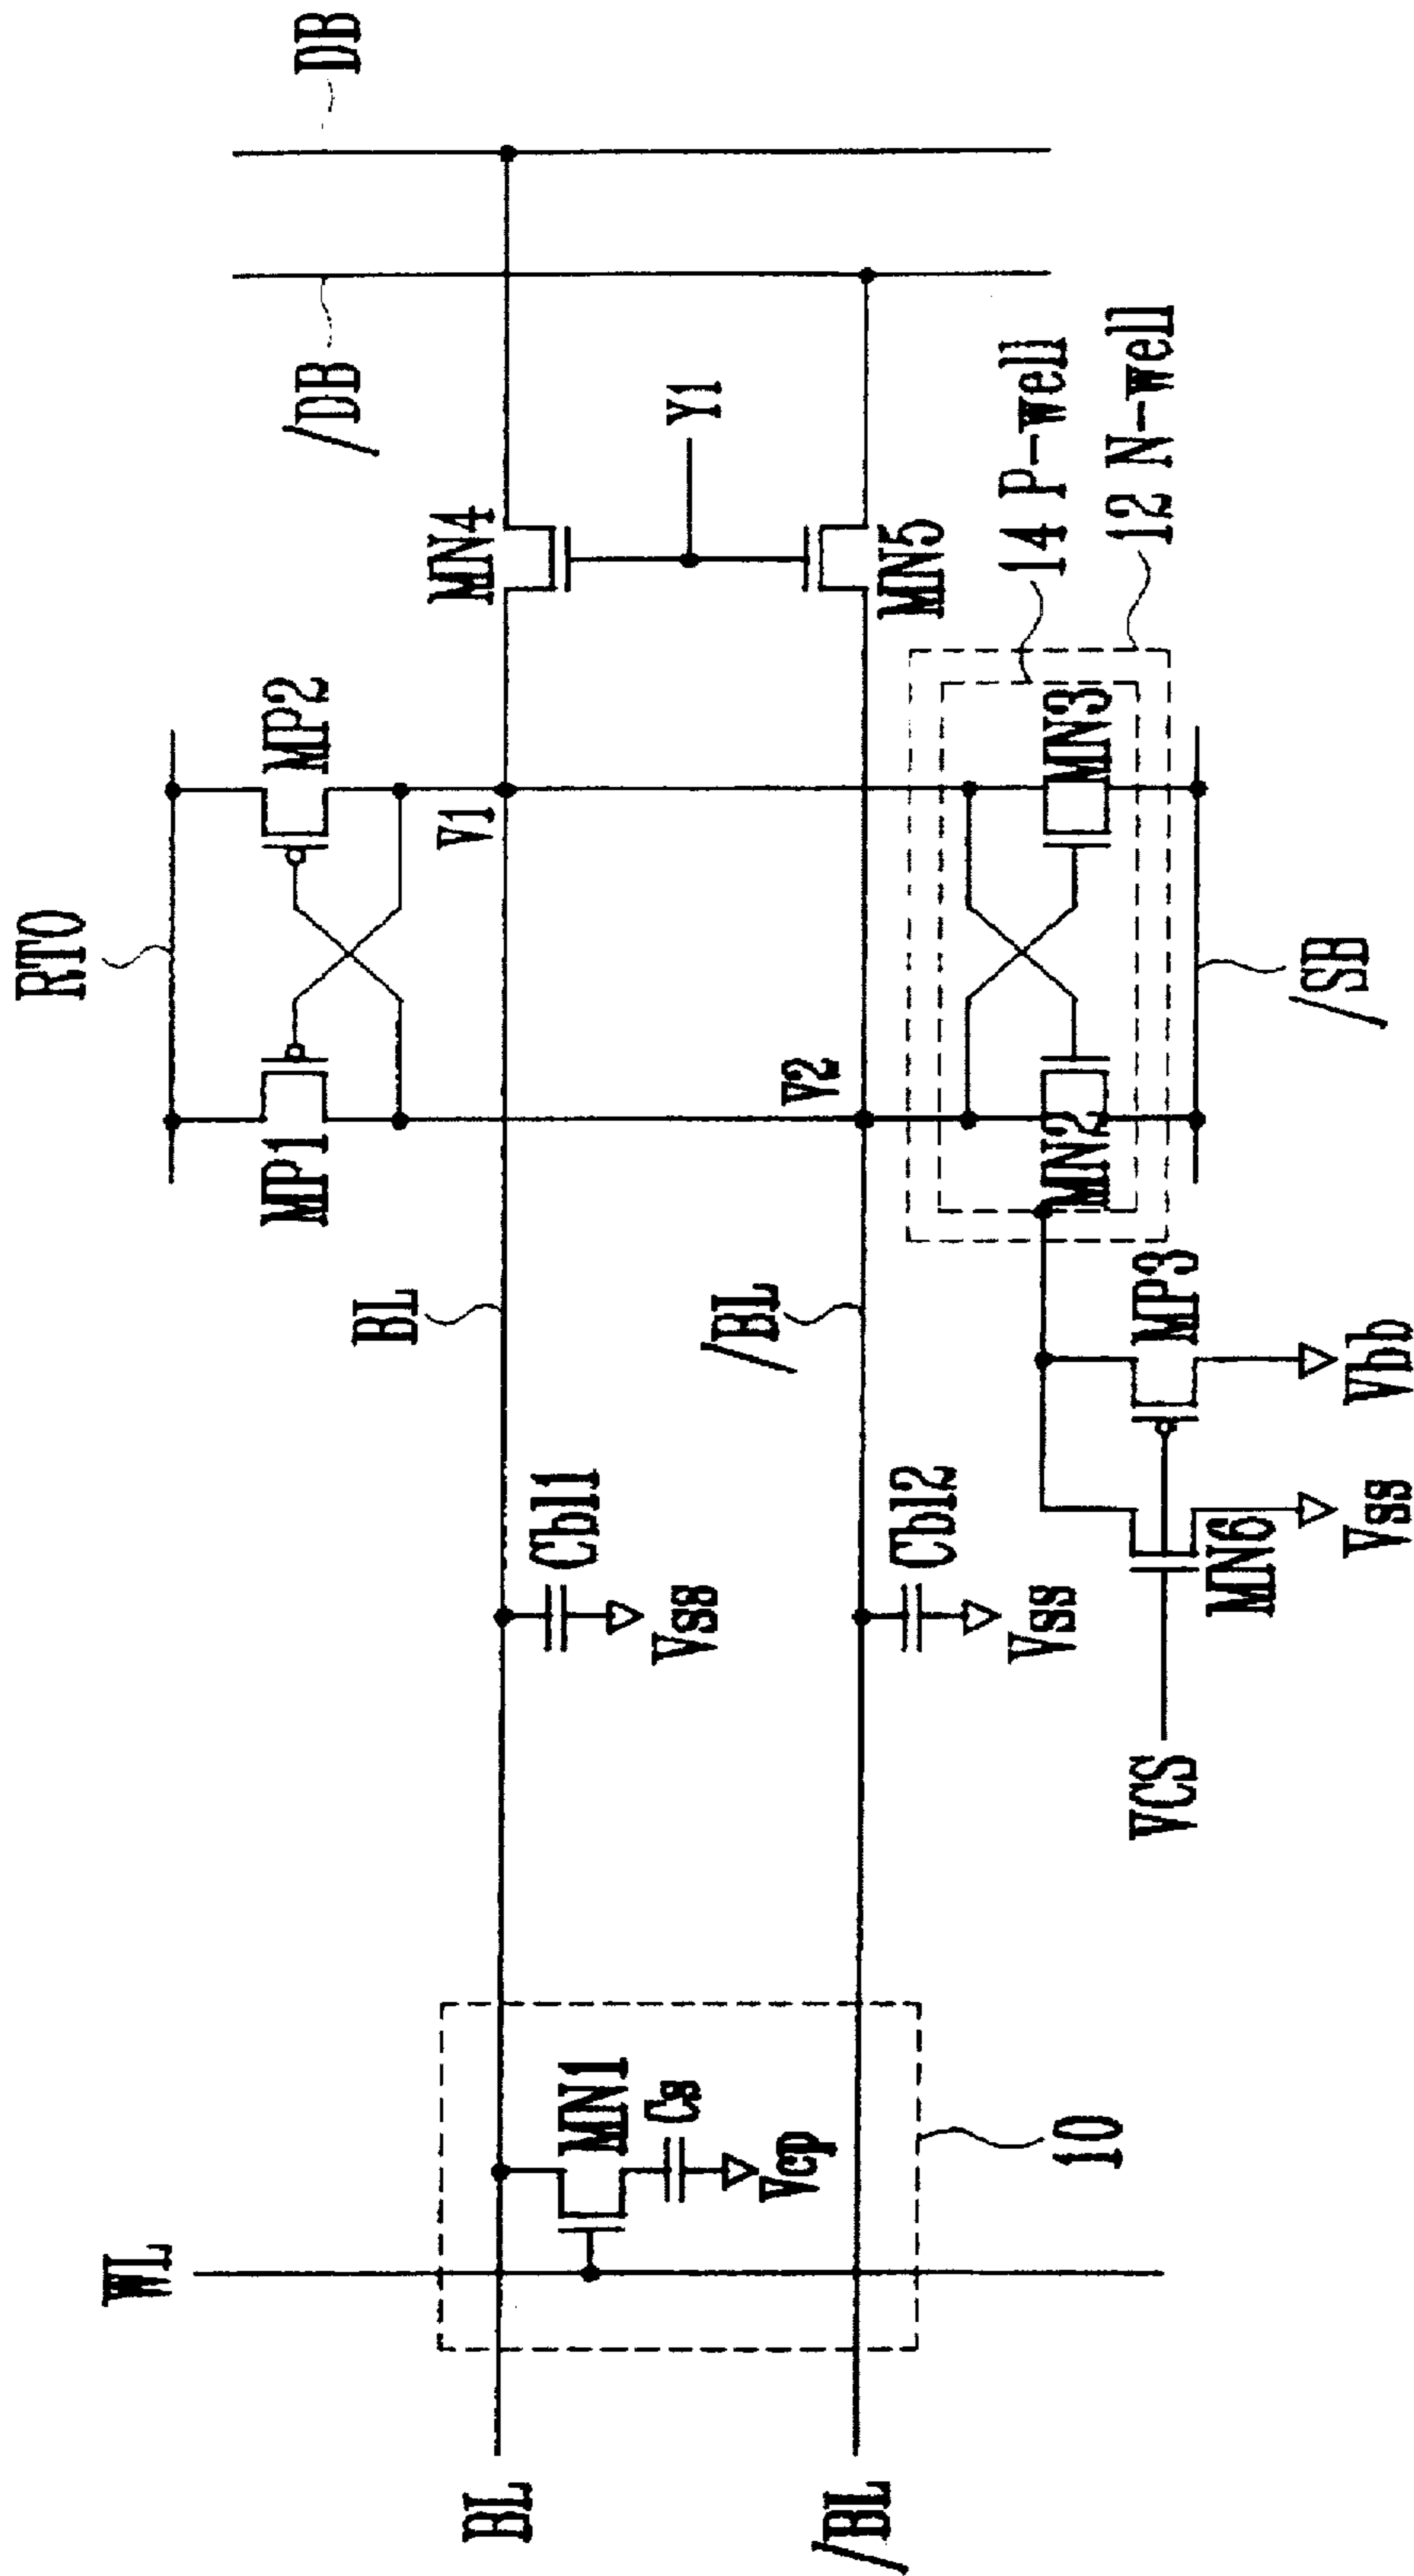 DB
/DB
RTO
MP2
MP1
MN4
Y1
MN5
V1
V2
14 P-well
12 N-well
MN3
MN2
/SB
BL
/BL
MP3
Vbb
Cbl1
Vss
Cbl2
Vss
MN6
Vss
VCS
WL
MN1
Cs
Vcp
10
BL
/BL